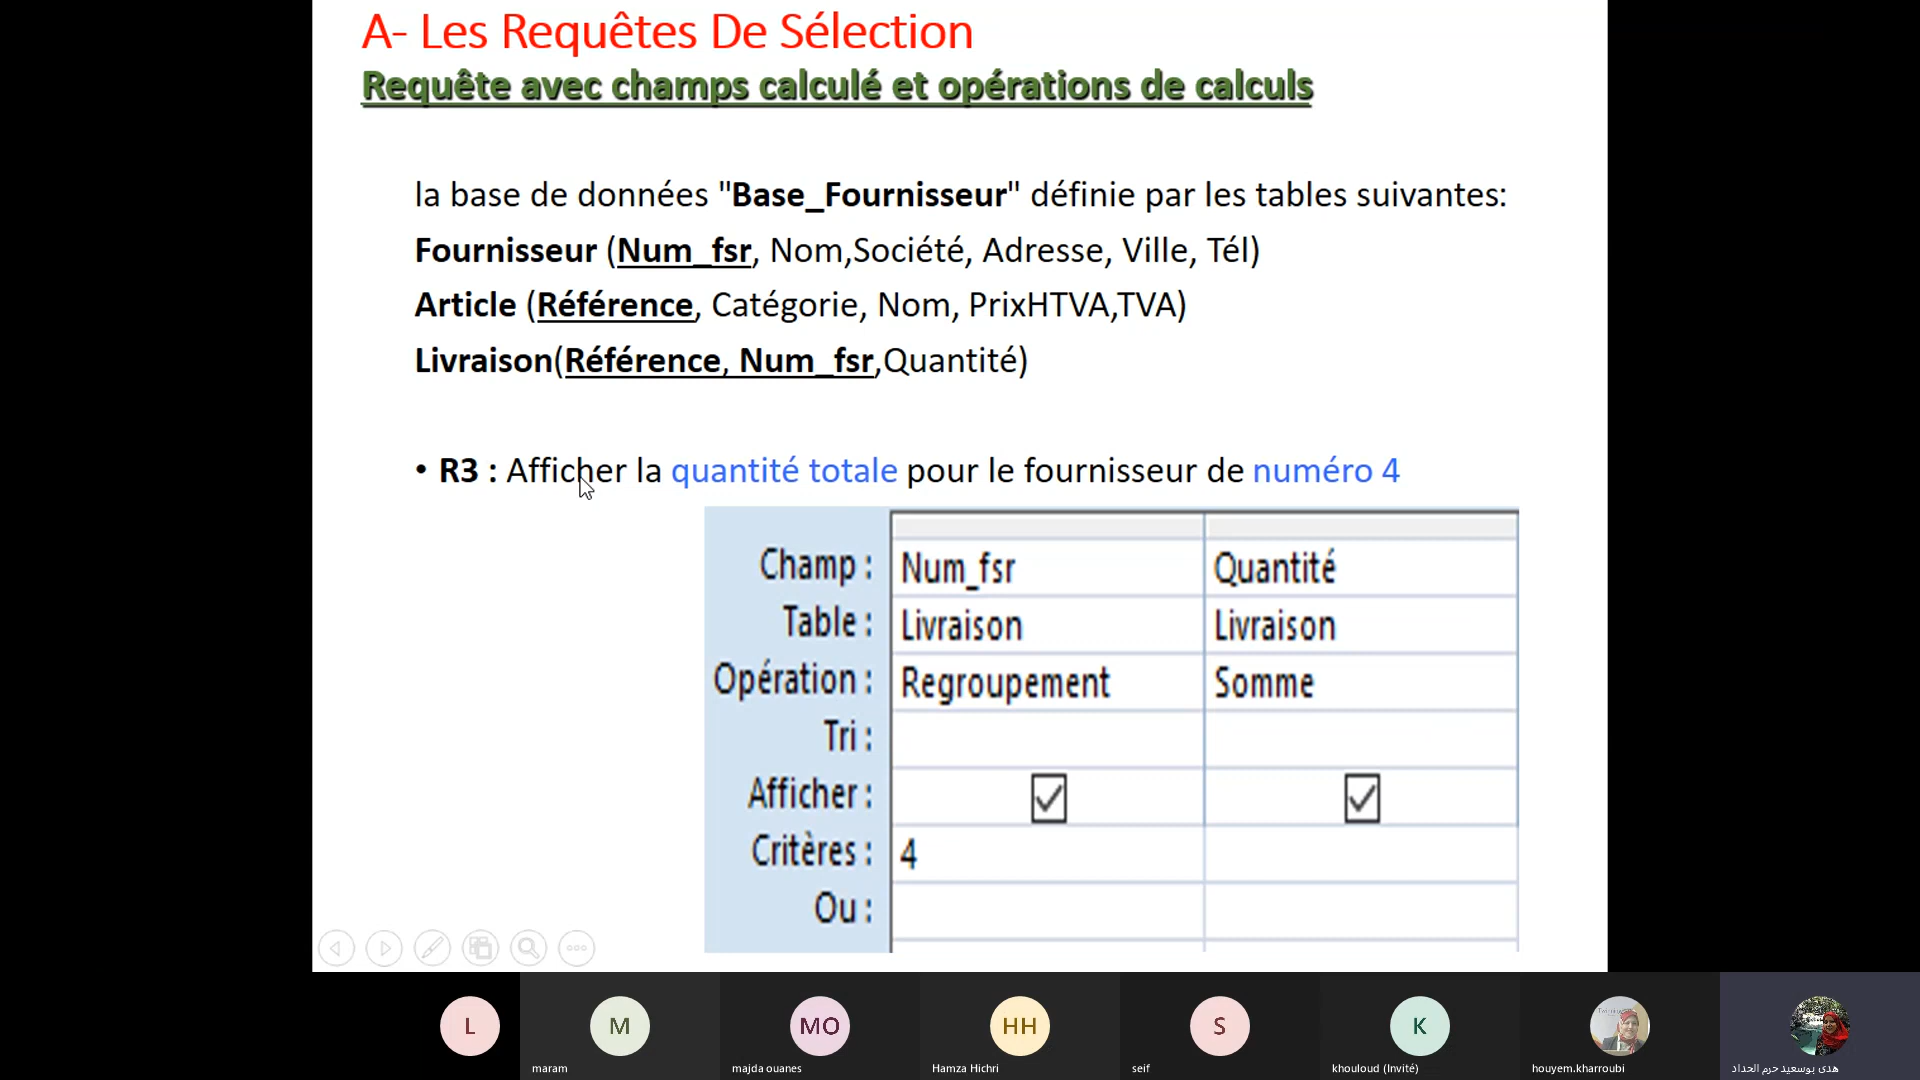 A- Les Requêtes De Sélection
Requête avec champs calculé et opérations de calculs
la base de données "Base_Fournisseur" définie par les tables suivantes:
Fournisseur (Num_fsr, Nom,Société, Adresse, Ville, Tél)
Article (Référence, Catégorie, Nom, PrixHTVA,TVA)
Livraison(Référence, Num_fsr,Quantité)
• R3 : Afficher la quantité totale pour le fournisseur de numéro 4
Champ : Num_fsr Quantité
Table : Livraison Livraison
Opération : Regroupement Somme
Tri :
Afficher :
Critères : 4
Ou :
L M MO HH S K
maram majda ouanes Hamza Hichri seif khouloud (Invité) houyem.kharroubi هدى بوسعيد حرم الحداد